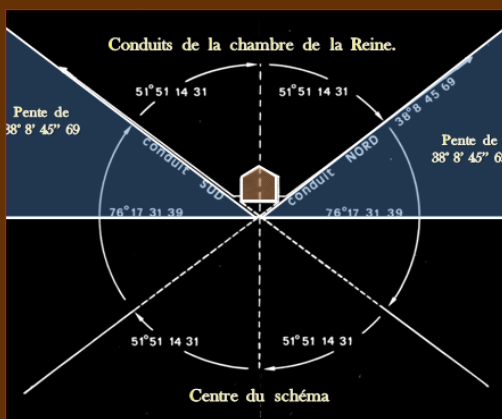 Conduits de la chambre de la Reine.
51°51 14 31
51°51 14 31
Pente de
38° 8' 45” 69
38°8 45 69
Pente de
38° 8' 45” 6
conduit SUD
conduit NORD
76°17 31 39
76°17 31 39
51°51 14 31
51°51 14 31
Centre du schéma